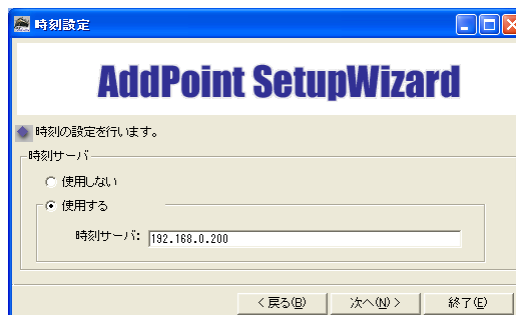 時刻設定
AddPoint SetupWizard
時刻の設定を行います。
時刻サーバ
使用しない
使用する
時刻サーバ: 192.168.0.200
<戻る(B) 次へ(N)> 終了(E)